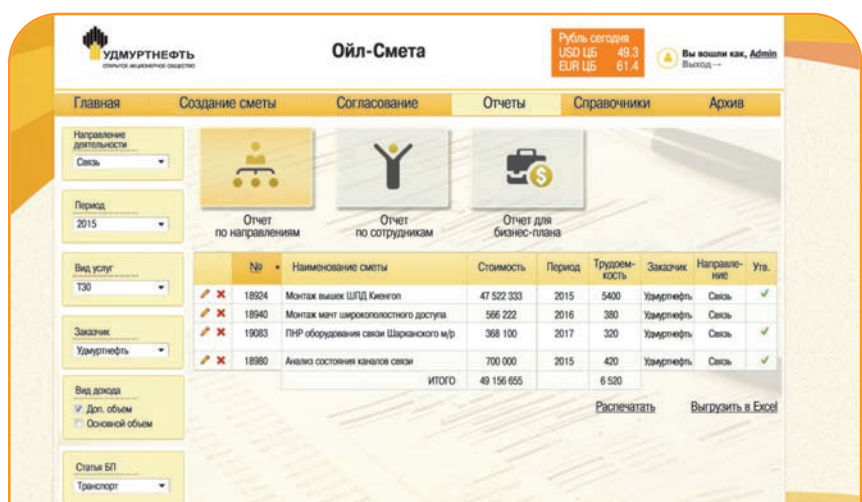 УДМУРТНЕФТЬ
ОТКРЫТОЕ АКЦИОНЕРНОЕ ОБЩЕСТВО
Ойл-Смета
Рубль сегодня
USD ЦБ 49.3
EUR ЦБ 61.4
Вы вошли как, Admin
Выход→
Главная Создание сметы Согласование Отчеты Справочники Архив
Направление
деятельности
Связь
Период
2015
Вид услуг
ТЗО
Заказчик
Удмуртнефть
Вид дохода
Доп. объем
Основной объем
Статья БП
Транспорт
Отчет
по направлениям
Отчет
по сотрудникам
Отчет для
бизнес-плана
№ Наименование сметы Стоимость Период Трудоем-
кость Заказчик Направле-
ние Утв.
18924 Монтаж вышек ШПД Киенгоп 47 522 333 2015 5400 Удмуртнефть Связь
18940 Монтаж мачт широкополостного доступа 566 222 2016 380 Удмуртнефть Связь
19083 ПНР оборудования связи Шарканского м/р 368 100 2017 320 Удмуртнефть Связь
18980 Анализ состояния каналов связи 700 000 2015 420 Удмуртнефть Связь
ИТОГО 49 156 655 6 520
Распечатать Выгрузить в Excel